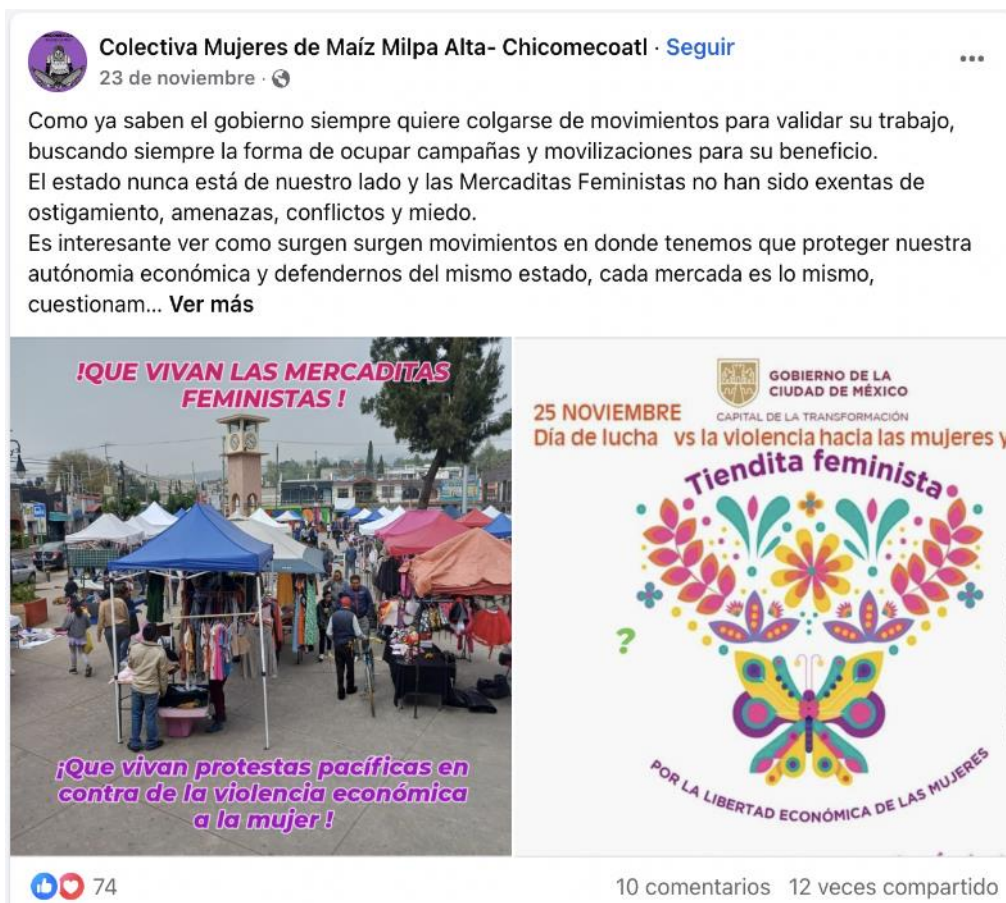 Colectiva Mujeres de Maíz Milpa Alta- Chicomecoatl · Seguir
23 de noviembre ·
Como ya saben el gobierno siempre quiere colgarse de movimientos para validar su trabajo,
buscando siempre la forma de ocupar campañas y movilizaciones para su beneficio.
El estado nunca está de nuestro lado y las Mercaditas Feministas no han sido exentas de
ostigamiento, amenazas, conflictos y miedo.
Es interesante ver como surgen surgen movimientos en donde tenemos que proteger nuestra
autónomia económica y defendernos del mismo estado, cada mercada es lo mismo,
cuestionam... Ver más
!QUE VIVAN LAS MERCADITAS
FEMINISTAS !
¡Que vivan protestas pacíficas en
contra de la violencia económica
a la mujer !
GOBIERNO DE LA
CIUDAD DE MÉXICO
CAPITAL DE LA TRANSFORMACIÓN
25 NOVIEMBRE
Día de lucha vs la violencia hacia las mujeres y
Tiendita feminista
?
POR LA LIBERTAD ECONÓMICA DE LAS MUJERES
74
10 comentarios 12 veces compartido